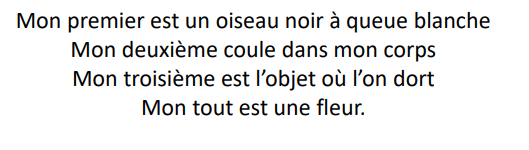 Mon premier est un oiseau noir à queue blanche
Mon deuxième coule dans mon corps
Mon troisième est l’objet où l’on dort
Mon tout est une fleur.